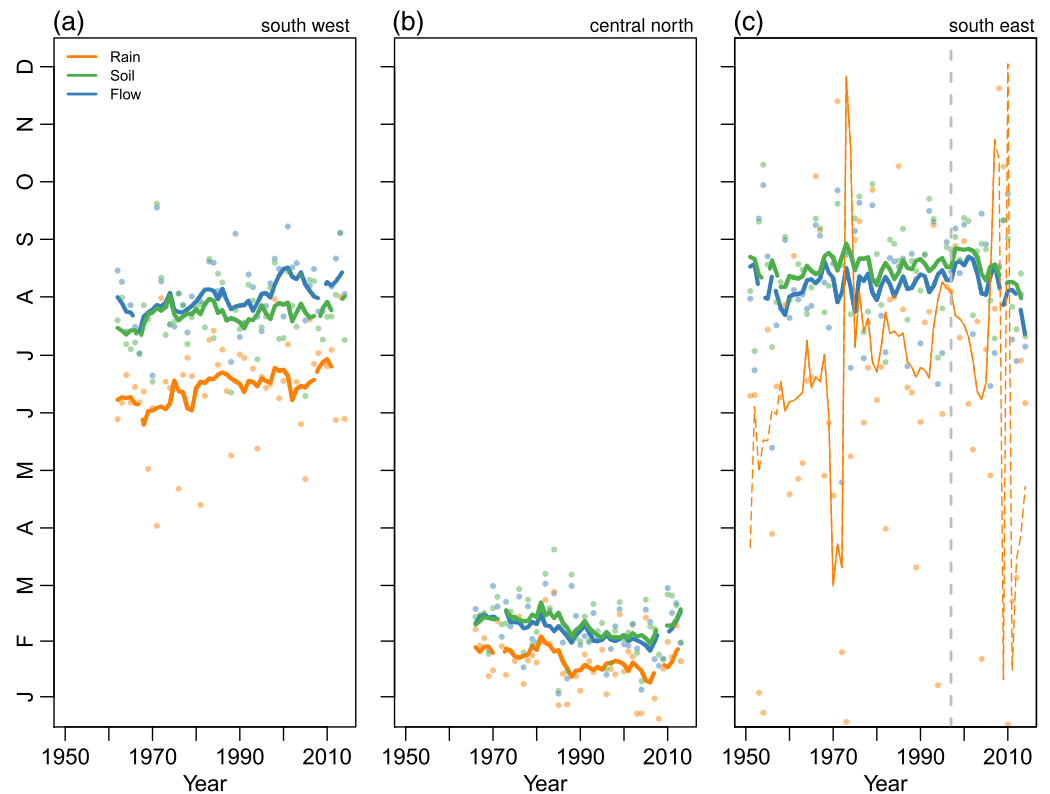 (a) south west
(b) central north
(c) south east
Rain
Soil
Flow
D
N
O
S
A
J
J
M
A
M
F
J
1950 1970 1990 2010
1950 1970 1990 2010
1950 1970 1990 2010
Year
Year
Year